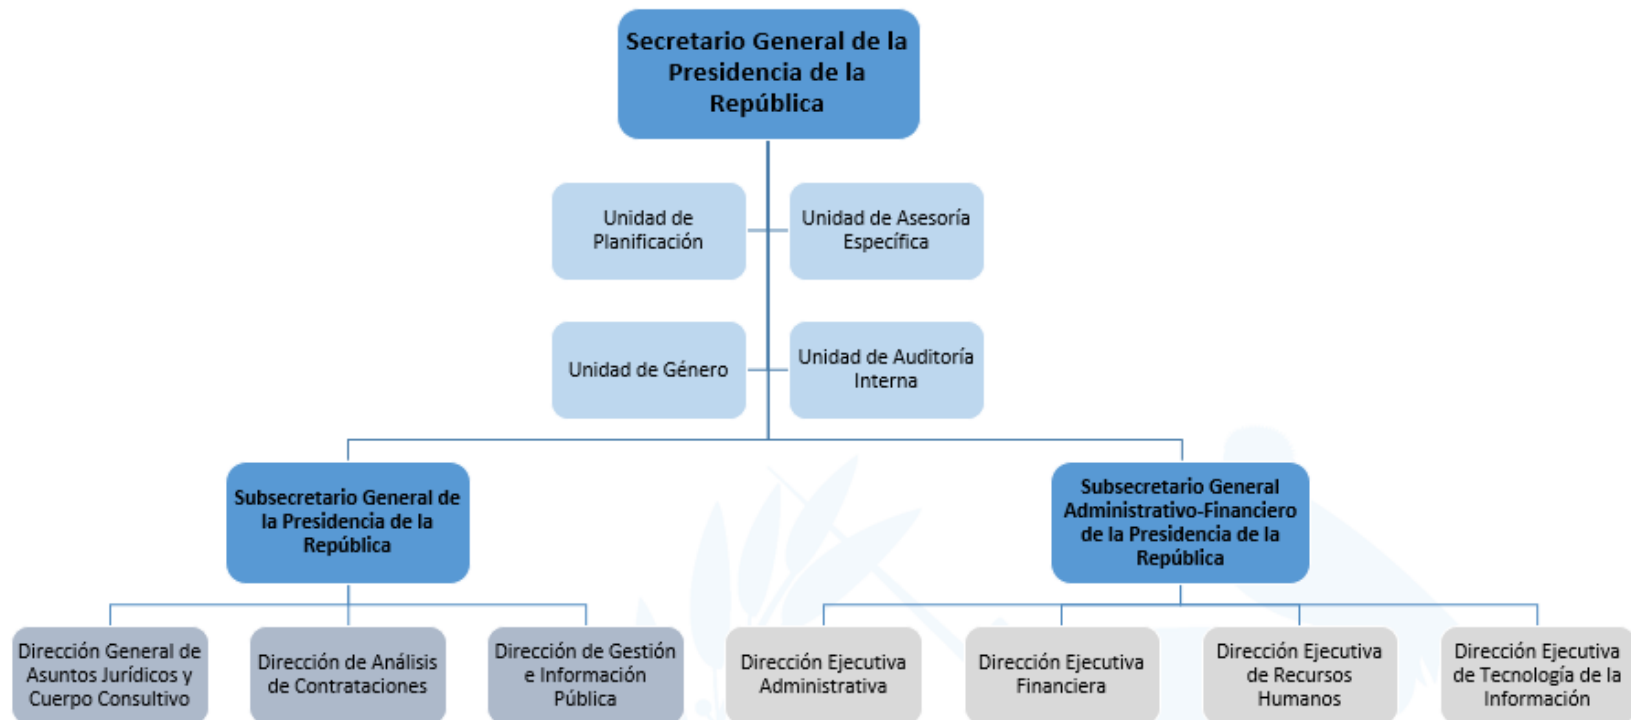 Secretario General de la
Presidencia de la
República
Unidad de
Planificación
Unidad de Asesoría
Específica
Unidad de Género
Unidad de Auditoría
Interna
Subsecretario General de
la Presidencia de la
República
Subsecretario General
Administrativo-Financiero
de la Presidencia de la
República
Dirección General de
Asuntos Jurídicos y
Cuerpo Consultivo
Dirección de Análisis
de Contrataciones
Dirección de Gestión
e Información
Pública
Dirección Ejecutiva
Administrativa
Dirección Ejecutiva
Financiera
Dirección Ejecutiva
de Recursos
Humanos
Dirección Ejecutiva
de Tecnología de la
Información